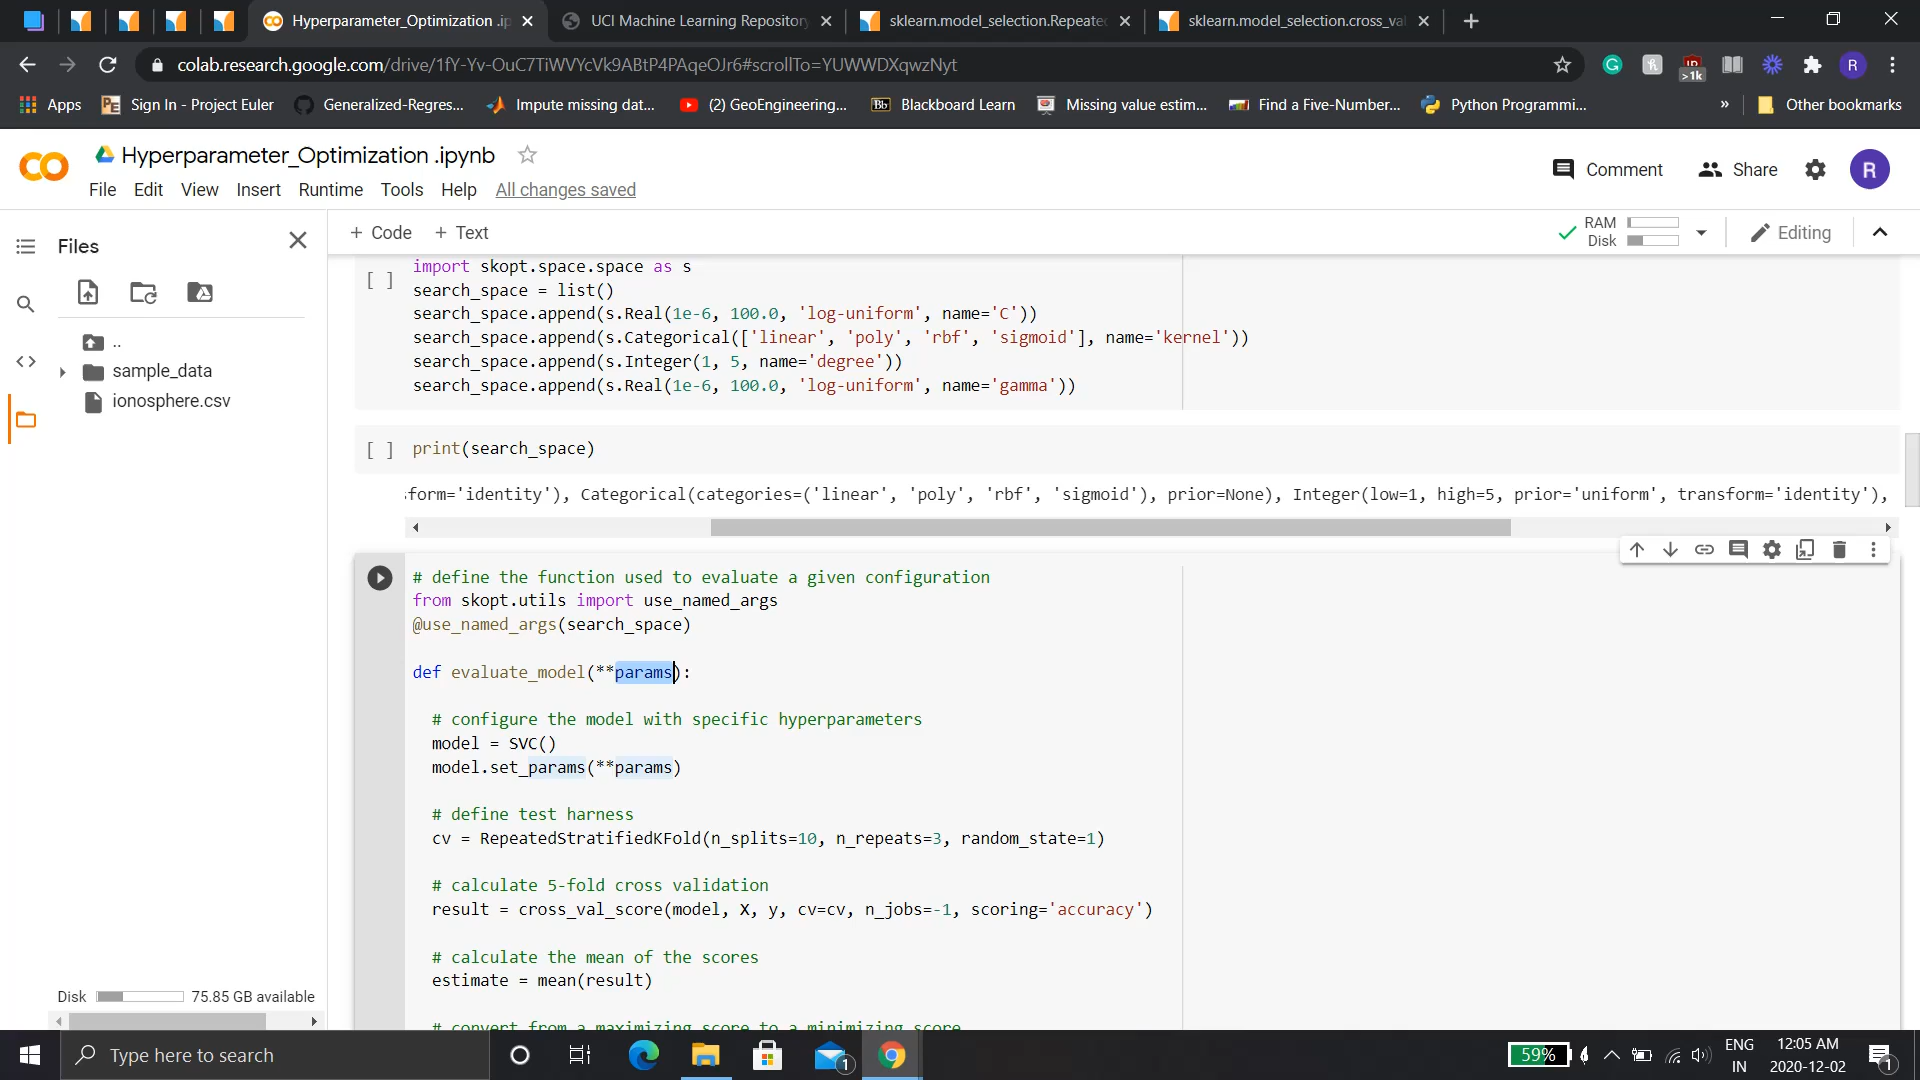 Hyperparameter_Optimization .ip
UCI Machine Learning Repository
sklearn.model_selection.Repeated
sklearn.model_selection.cross_val
colab.research.google.com/drive/1fY-Yv-OuC7TiWVYcVk9ABtP4PAqeOJr6#scrollTo=YUWWDXqwzNyt
>1k
R
Apps
PE
Sign In - Project Euler
Generalized-Regres...
Impute missing dat...
(2) GeoEngineering...
Bb
Blackboard Learn
Missing value estim...
Find a Five-Number...
Python Programmi...
»
Other bookmarks
Hyperparameter_Optimization .ipynb
Comment
Share
R
File Edit View Insert Runtime Tools Help All changes saved
Files
+ Code + Text
RAM
Disk
Editing
..
sample_data
ionosphere.csv
Disk
75.85 GB available
[ ]
import skopt.space.space as s
search_space = list()
search_space.append(s.Real(1e-6, 100.0, 'log-uniform', name='C'))
search_space.append(s.Categorical(['linear', 'poly', 'rbf', 'sigmoid'], name='kernel'))
search_space.append(s.Integer(1, 5, name='degree'))
search_space.append(s.Real(1e-6, 100.0, 'log-uniform', name='gamma'))
[ ] print(search_space)
sform='identity'), Categorical(categories=('linear', 'poly', 'rbf', 'sigmoid'), prior=None), Integer(low=1, high=5, prior='uniform', transform='identity'),
# define the function used to evaluate a given configuration
from skopt.utils import use_named_args
@use_named_args(search_space)
def evaluate_model(**params):
# configure the model with specific hyperparameters
model = SVC()
model.set_params(**params)
# define test harness
cv = RepeatedStratifiedKFold(n_splits=10, n_repeats=3, random_state=1)
# calculate 5-fold cross validation
result = cross_val_score(model, X, y, cv=cv, n_jobs=-1, scoring='accuracy')
# calculate the mean of the scores
estimate = mean(result)
# convert from a maximizing score to a minimizing score
Type here to search
1
59%
ENG
IN
12:05 AM
2020-12-02
1